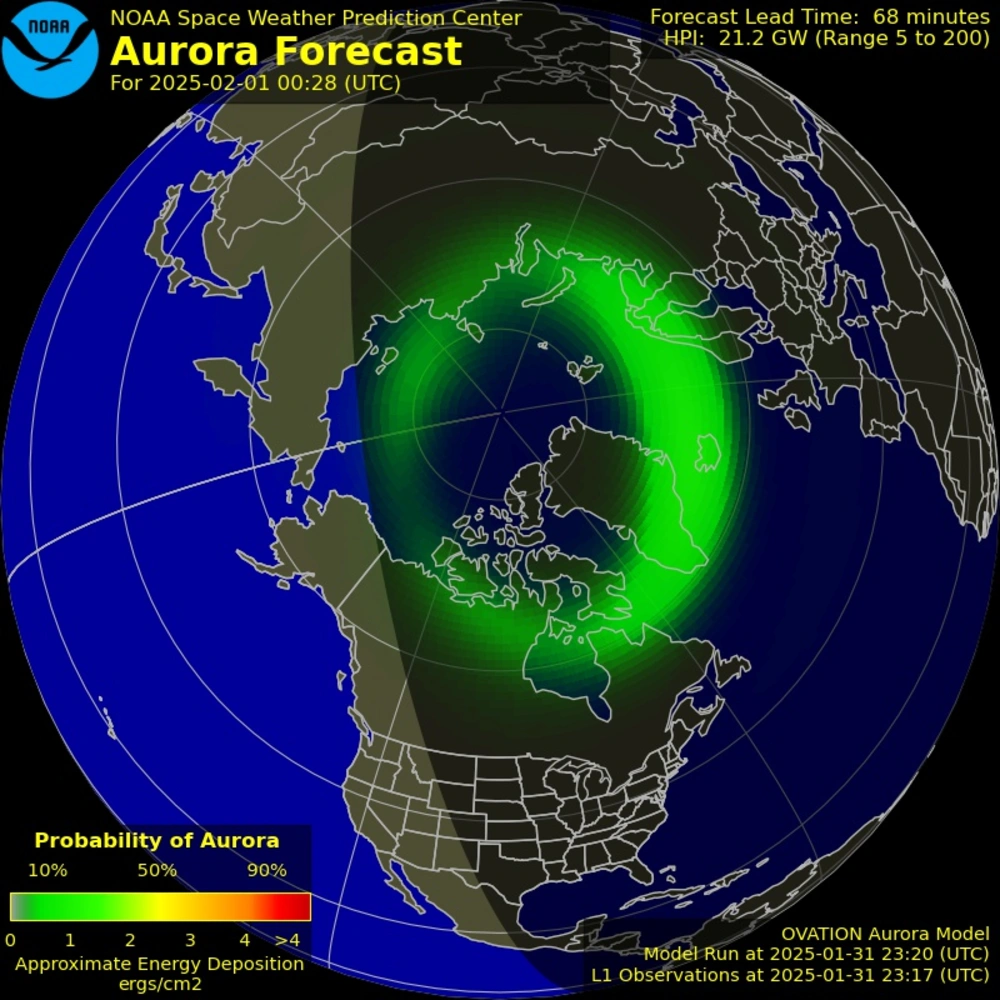 NOAA
NOAA Space Weather Prediction Center
Aurora Forecast
For 2025-02-01 00:28 (UTC)
Forecast Lead Time: 68 minutes
HPI: 21.2 GW (Range 5 to 200)
Probability of Aurora
10% 50% 90%
0 1 2 3 4 >4
Approximate Energy Deposition
ergs/cm2
OVATION Aurora Model
Model Run at 2025-01-31 23:20 (UTC)
L1 Observations at 2025-01-31 23:17 (UTC)